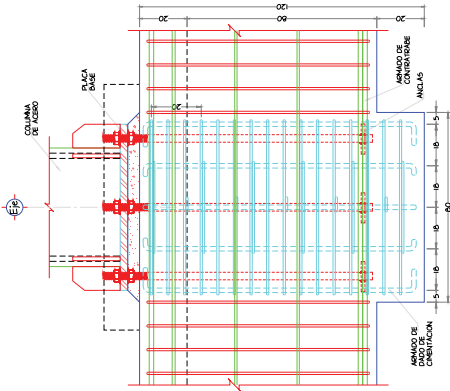 COLUMNA
DE ACERO
PLACA
BASE
Eje
120
20
80
20
20
ARMADO DE
CONTRATRABE
ANCLAS
5
18
18
18
18
5
80
ARMADO DE
DADO DE
CIMENTACION